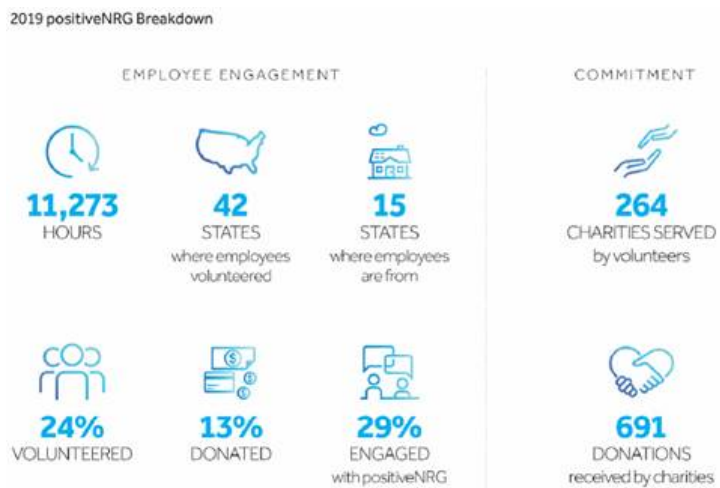 2019 positiveNRG Breakdown
EMPLOYEE ENGAGEMENT
11,273
HOURS
42
STATES
where employees
volunteered
15
STATES
where employees
are from
24%
VOLUNTEERED
13%
DONATED
29%
ENGAGED
with positiveNRG
COMMITMENT
264
CHARITIES SERVED
by volunteers
691
DONATIONS
received by charities